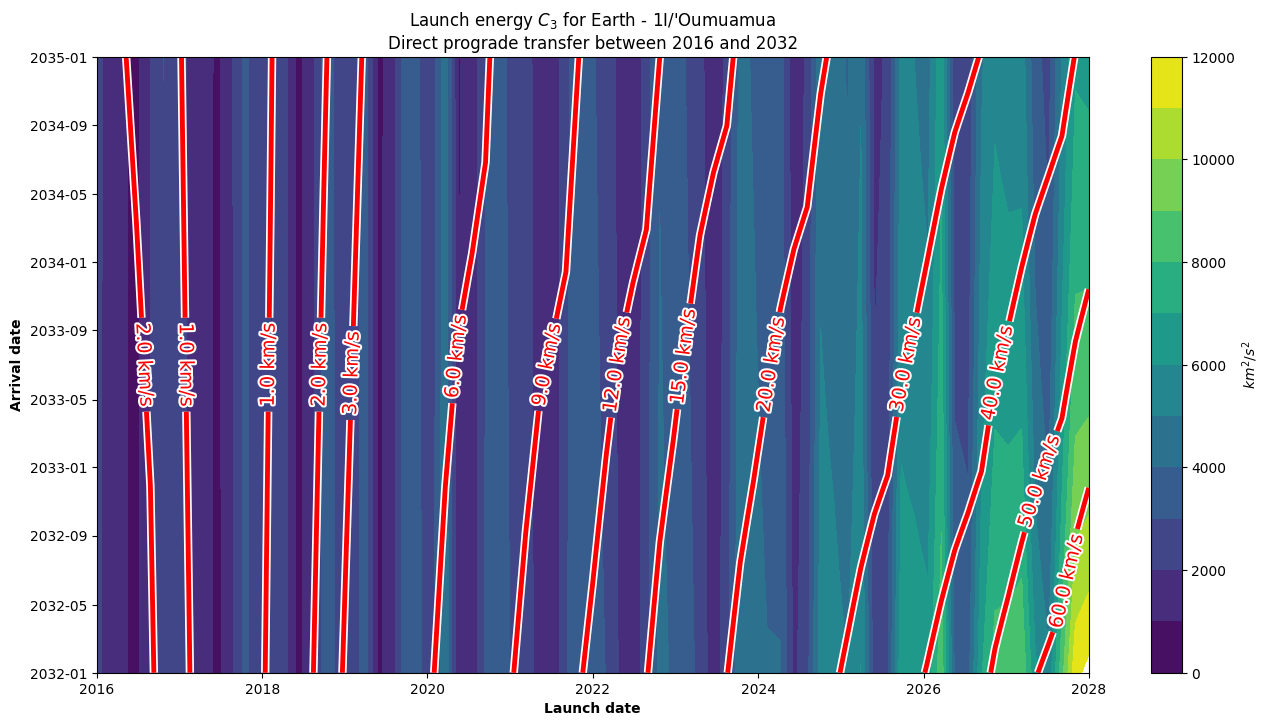 Launch energy C₃ for Earth - 1I/'Oumuamua
Direct prograde transfer between 2016 and 2032
Arrival date
2035-01
2034-09
2034-05
2034-01
2033-09
2033-05
2033-01
2032-09
2032-05
2032-01
2.0 km/s
1.0 km/s
1.0 km/s
2.0 km/s
3.0 km/s
6.0 km/s
9.0 km/s
12.0 km/s
15.0 km/s
20.0 km/s
30.0 km/s
40.0 km/s
50.0 km/s
60.0 km/s
2016
2018
2020
2022
2024
2026
2028
Launch date
12000
10000
8000
6000
4000
2000
0
km²/s²